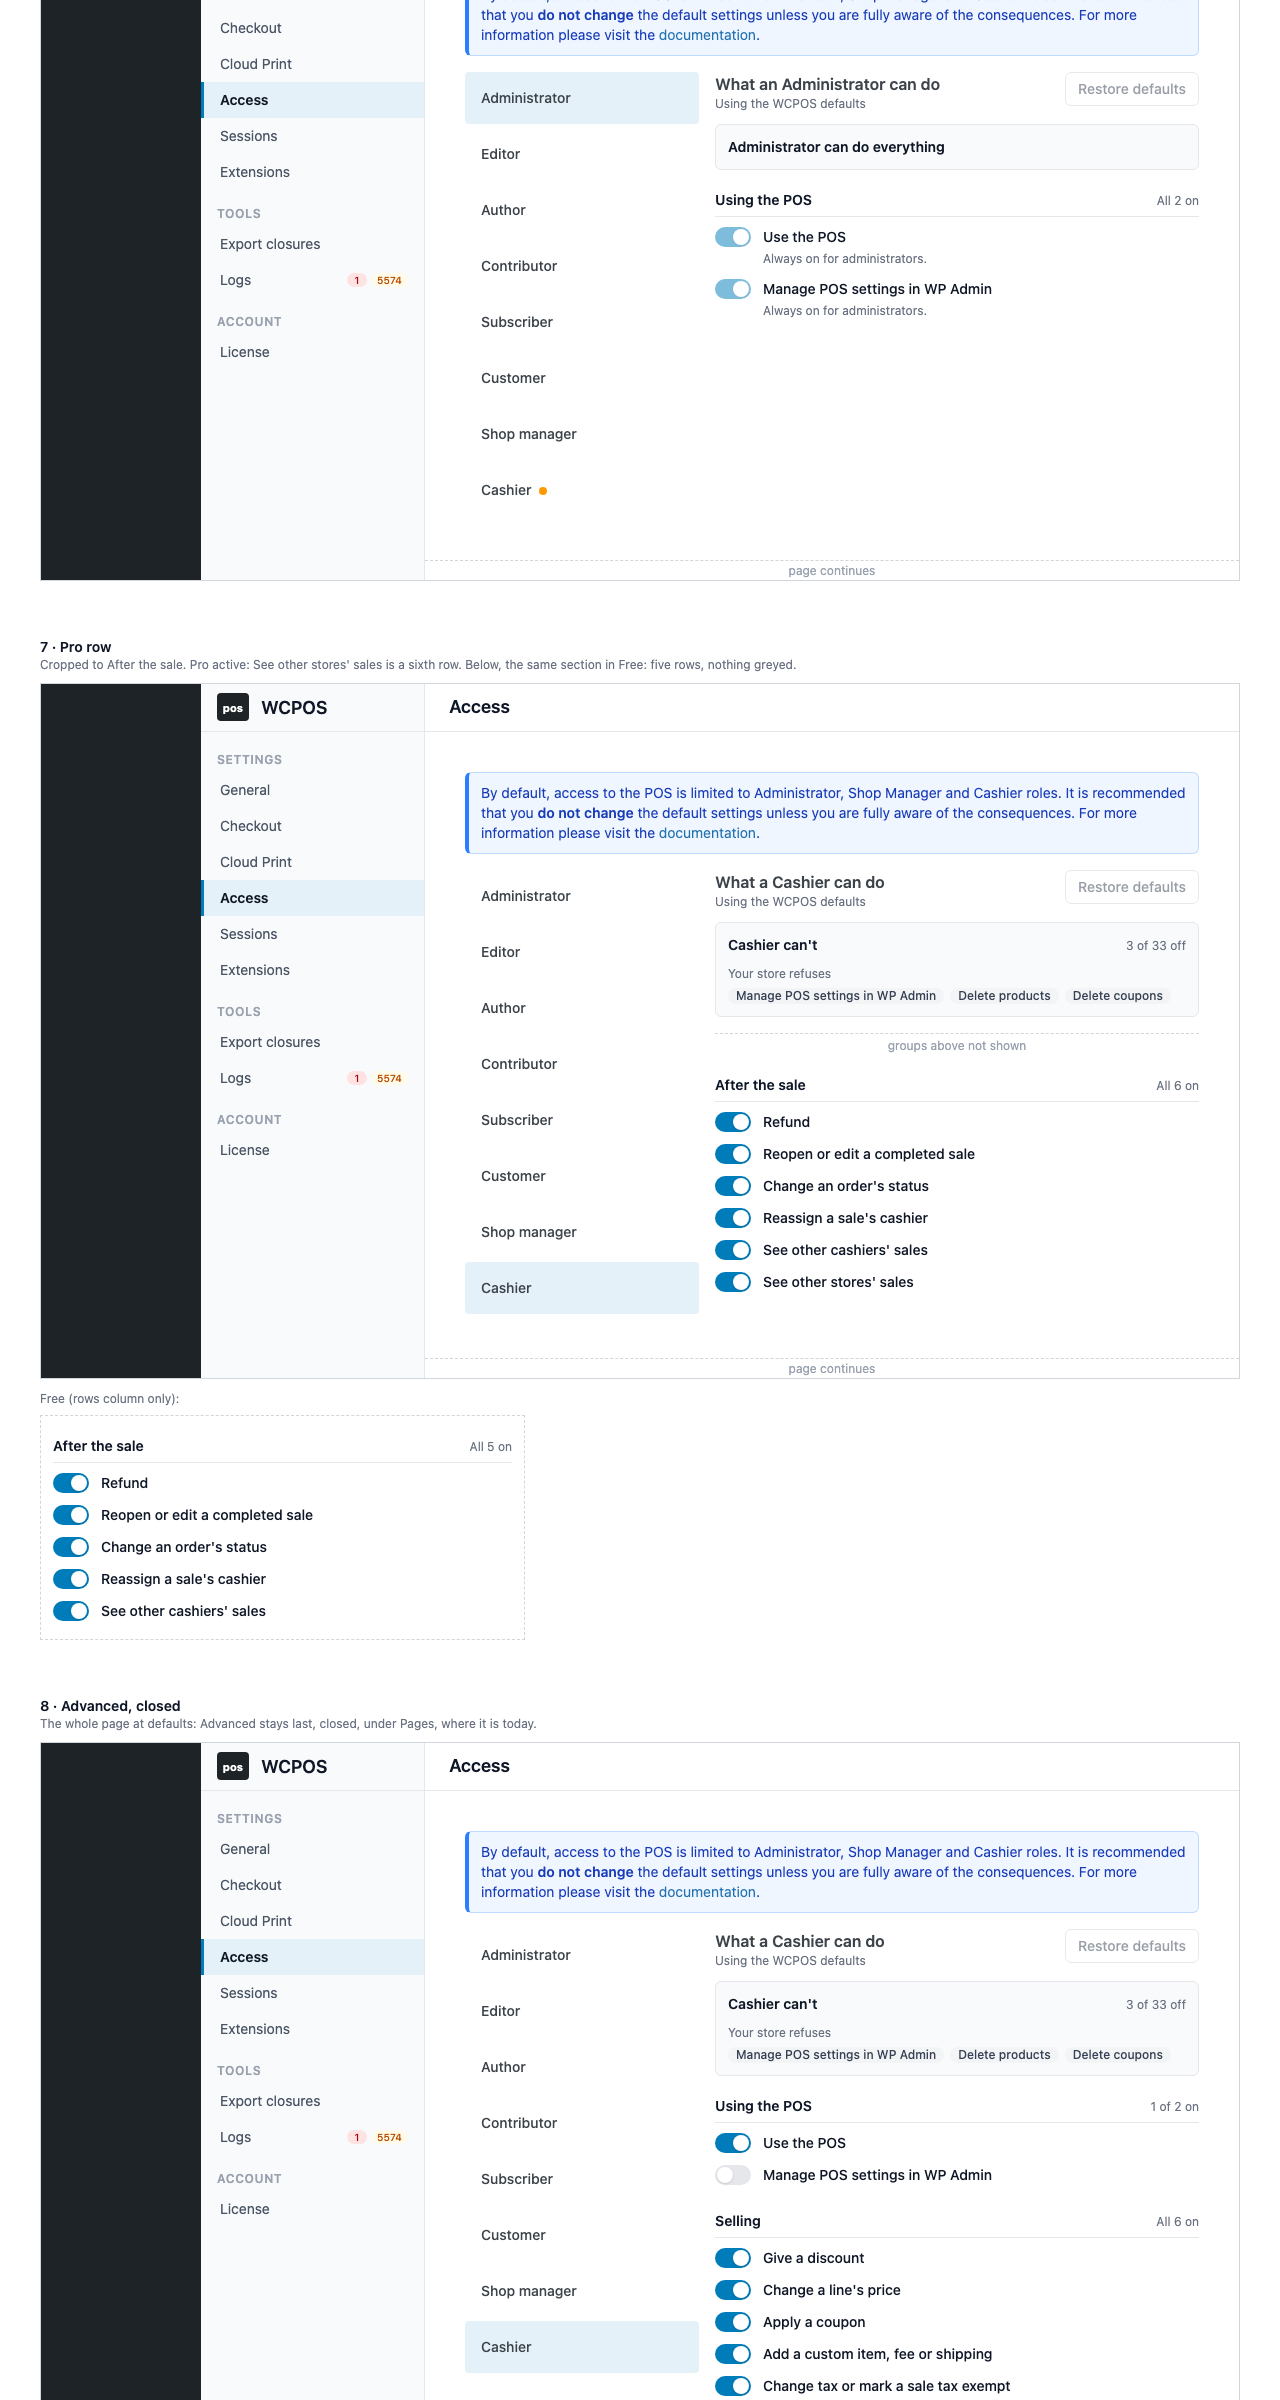 that you do not change the default settings unless you are fully aware of the consequences. For more
information please visit the documentation.
Checkout
Cloud Print
Access
Sessions
Extensions
TOOLS
Export closures
Logs 1 5574
ACCOUNT
License
Administrator
Editor
Author
Contributor
Subscriber
Customer
Shop manager
Cashier
What an Administrator can do
Using the WCPOS defaults
Restore defaults
Administrator can do everything
Using the POS All 2 on
Use the POS
Always on for administrators.
Manage POS settings in WP Admin
Always on for administrators.
page continues
7 · Pro row
Cropped to After the sale. Pro active: See other stores' sales is a sixth row. Below, the same section in Free: five rows, nothing greyed.
pos WCPOS
Access
SETTINGS
General
Checkout
Cloud Print
Access
Sessions
Extensions
TOOLS
Export closures
Logs 1 5574
ACCOUNT
License
By default, access to the POS is limited to Administrator, Shop Manager and Cashier roles. It is recommended
that you do not change the default settings unless you are fully aware of the consequences. For more
information please visit the documentation.
Administrator
Editor
Author
Contributor
Subscriber
Customer
Shop manager
Cashier
What a Cashier can do
Using the WCPOS defaults
Restore defaults
Cashier can't 3 of 33 off
Your store refuses
Manage POS settings in WP Admin Delete products Delete coupons
groups above not shown
After the sale All 6 on
Refund
Reopen or edit a completed sale
Change an order's status
Reassign a sale's cashier
See other cashiers' sales
See other stores' sales
page continues
Free (rows column only):
After the sale All 5 on
Refund
Reopen or edit a completed sale
Change an order's status
Reassign a sale's cashier
See other cashiers' sales
8 · Advanced, closed
The whole page at defaults: Advanced stays last, closed, under Pages, where it is today.
pos WCPOS
Access
SETTINGS
General
Checkout
Cloud Print
Access
Sessions
Extensions
TOOLS
Export closures
Logs 1 5574
ACCOUNT
License
By default, access to the POS is limited to Administrator, Shop Manager and Cashier roles. It is recommended
that you do not change the default settings unless you are fully aware of the consequences. For more
information please visit the documentation.
Administrator
Editor
Author
Contributor
Subscriber
Customer
Shop manager
Cashier
What a Cashier can do
Using the WCPOS defaults
Restore defaults
Cashier can't 3 of 33 off
Your store refuses
Manage POS settings in WP Admin Delete products Delete coupons
Using the POS 1 of 2 on
Use the POS
Manage POS settings in WP Admin
Selling All 6 on
Give a discount
Change a line's price
Apply a coupon
Add a custom item, fee or shipping
Change tax or mark a sale tax exempt